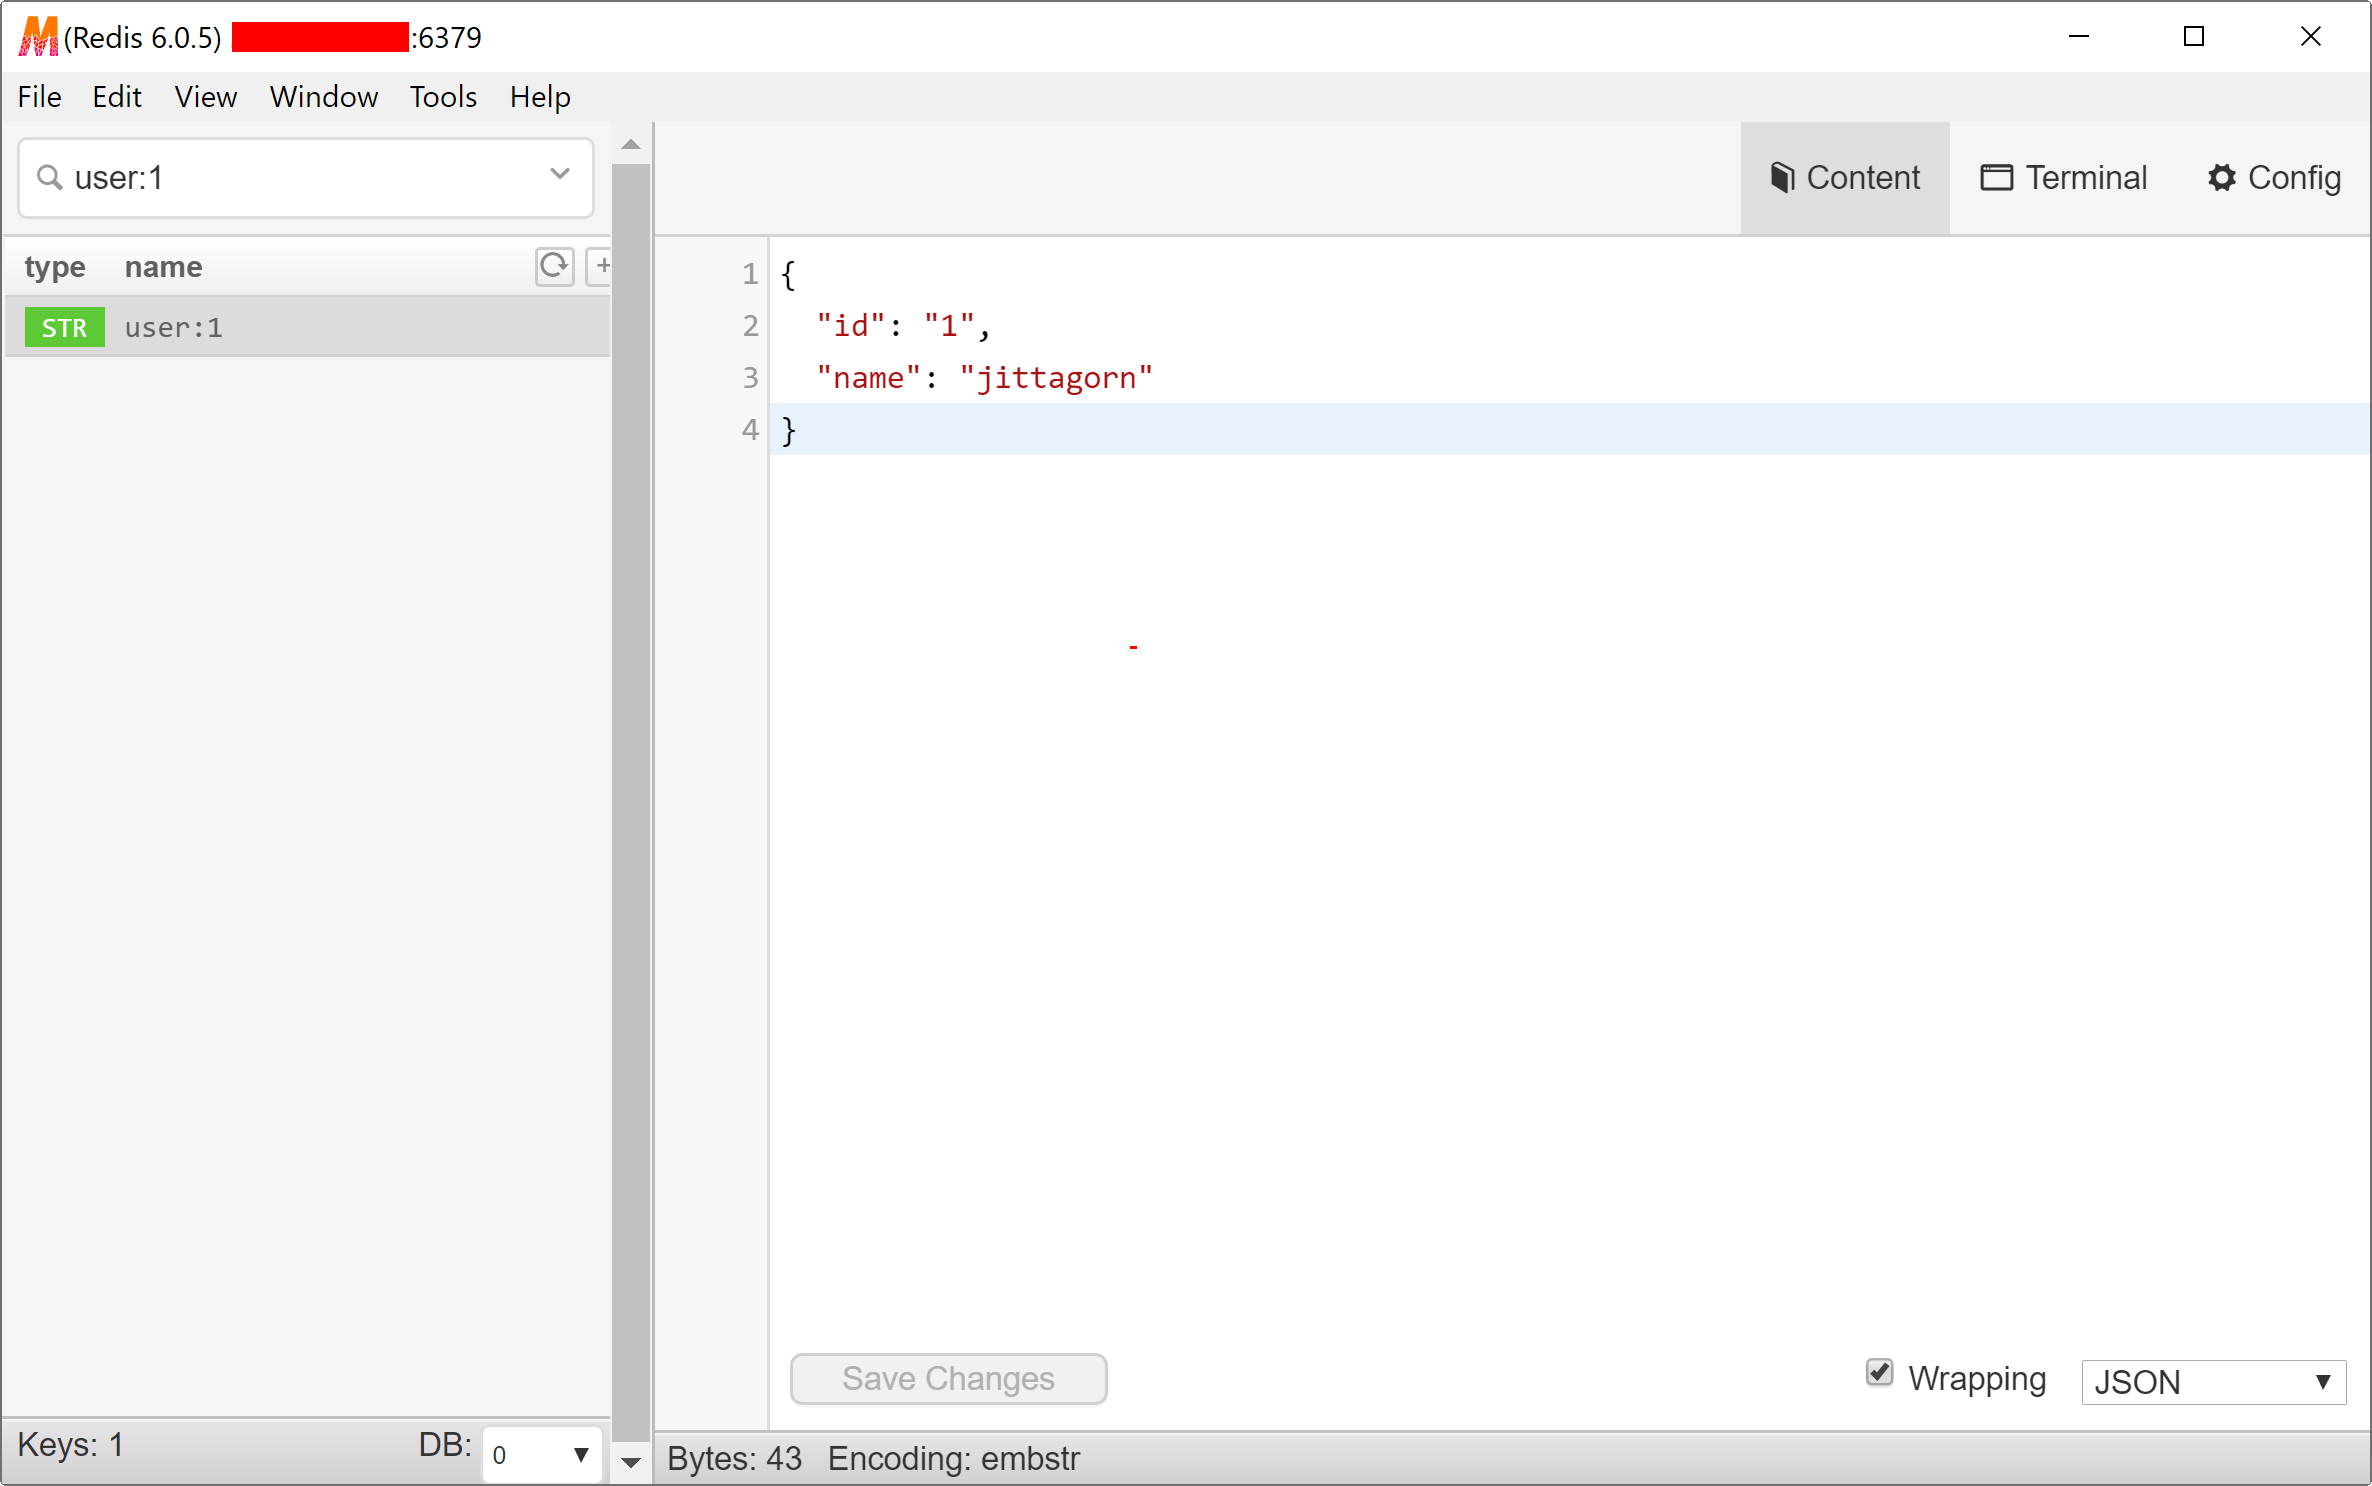 (Redis 6.0.5) :6379
File Edit View Window Tools Help
user:1
Content Terminal Config
type name
STR user:1
1 {
2 "id": "1",
3 "name": "jittagorn"
4 }
Save Changes
Wrapping JSON
Keys: 1 DB: 0
Bytes: 43 Encoding: embstr